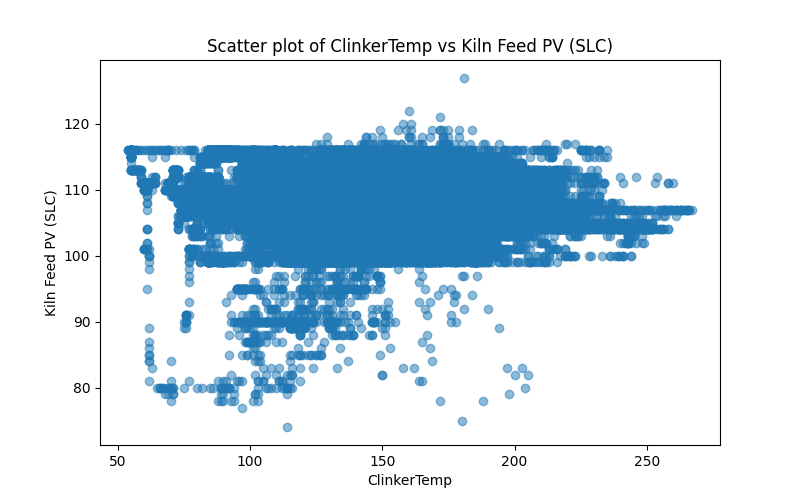 Scatter plot of ClinkerTemp vs Kiln Feed PV (SLC)
Kiln Feed PV (SLC)
120
110
100
90
80
50 100 150 200 250
ClinkerTemp